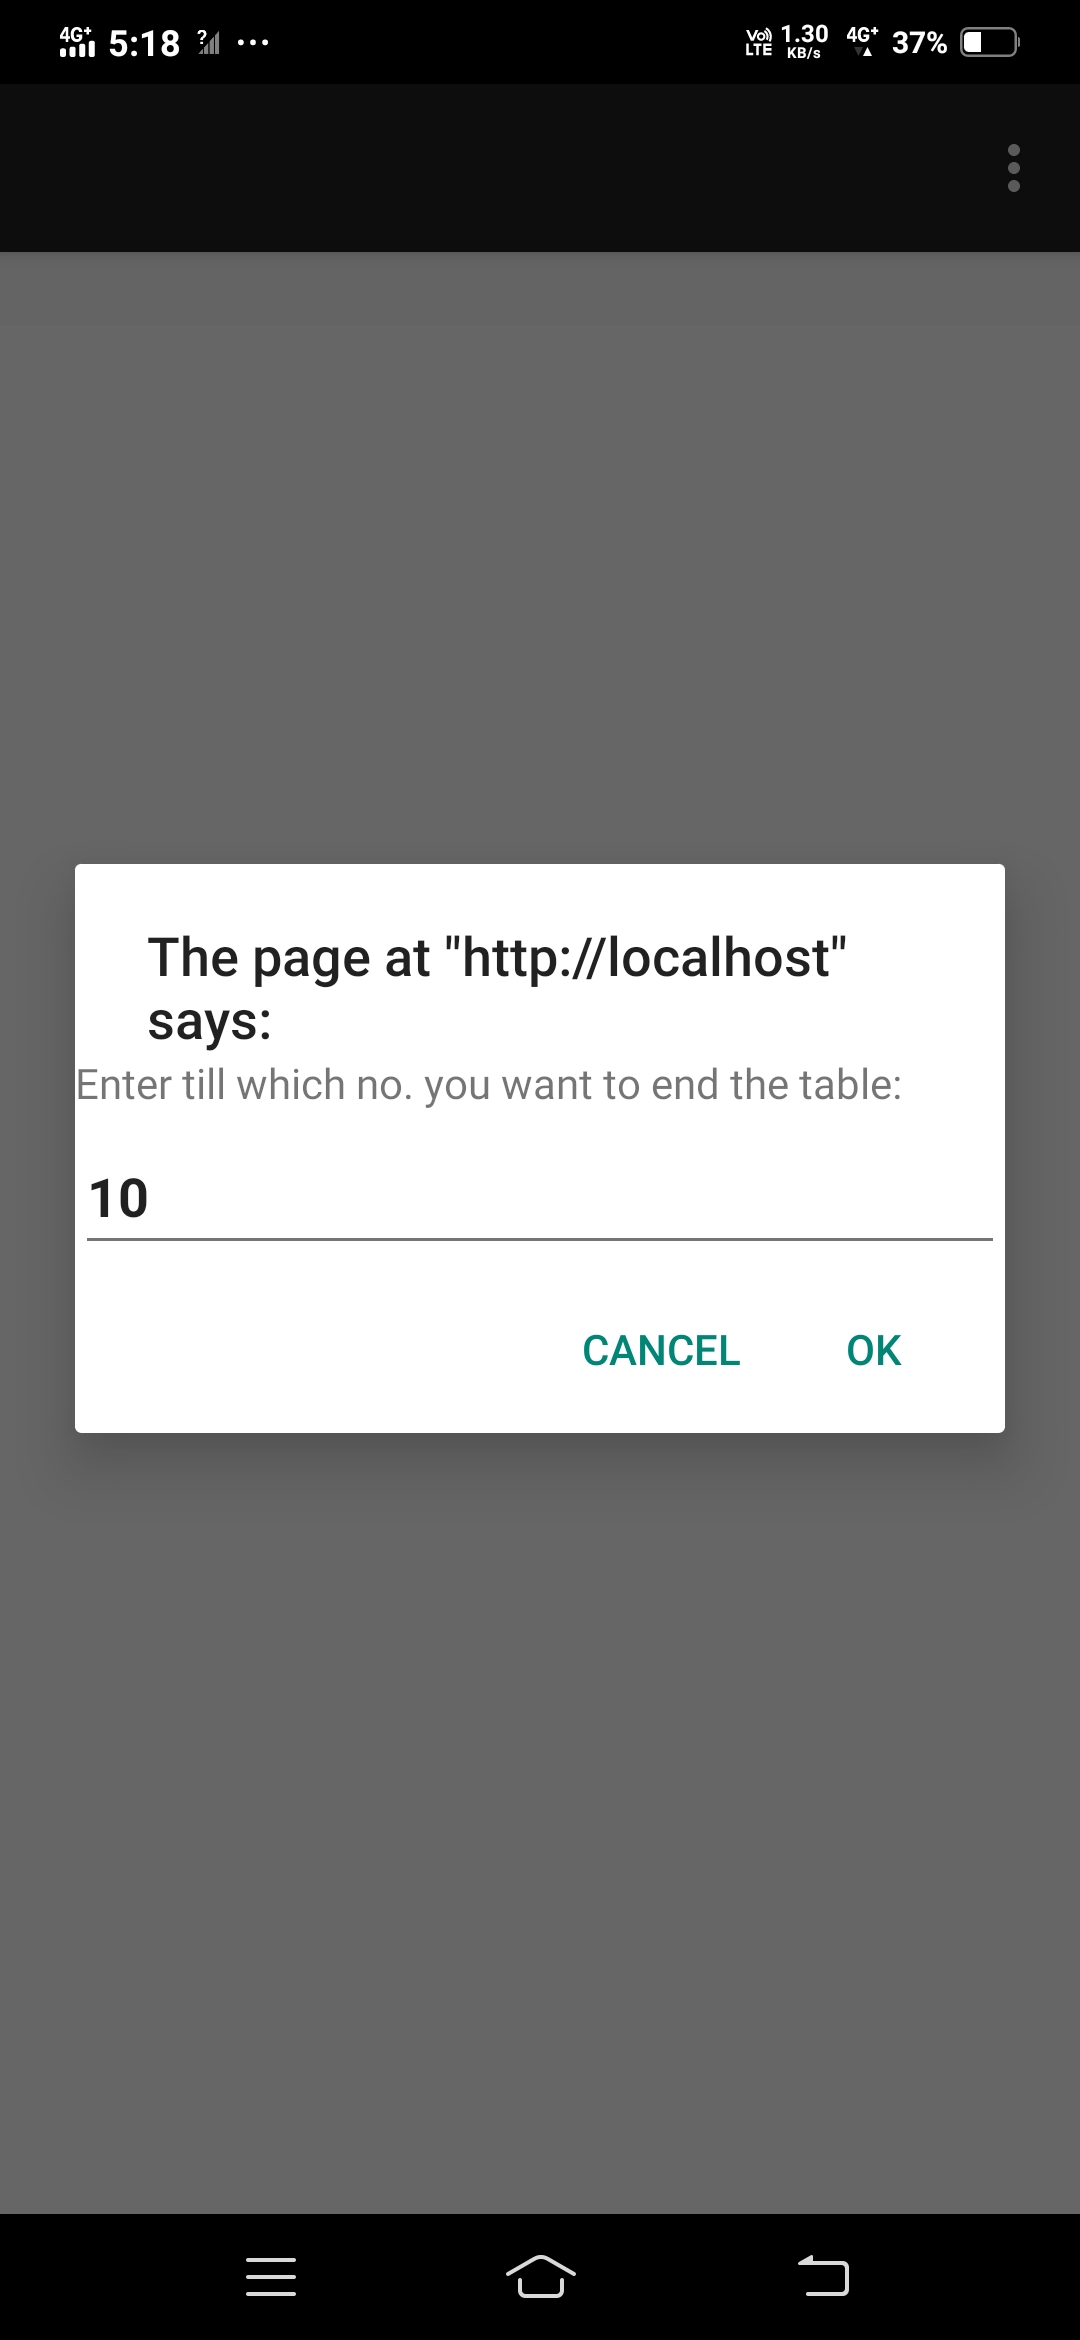 4G+ 5:18 ? ... Vo) LTE 1.30 KB/s 4G+ 37%
The page at "http://localhost"
says:
Enter till which no. you want to end the table:
10
CANCEL OK